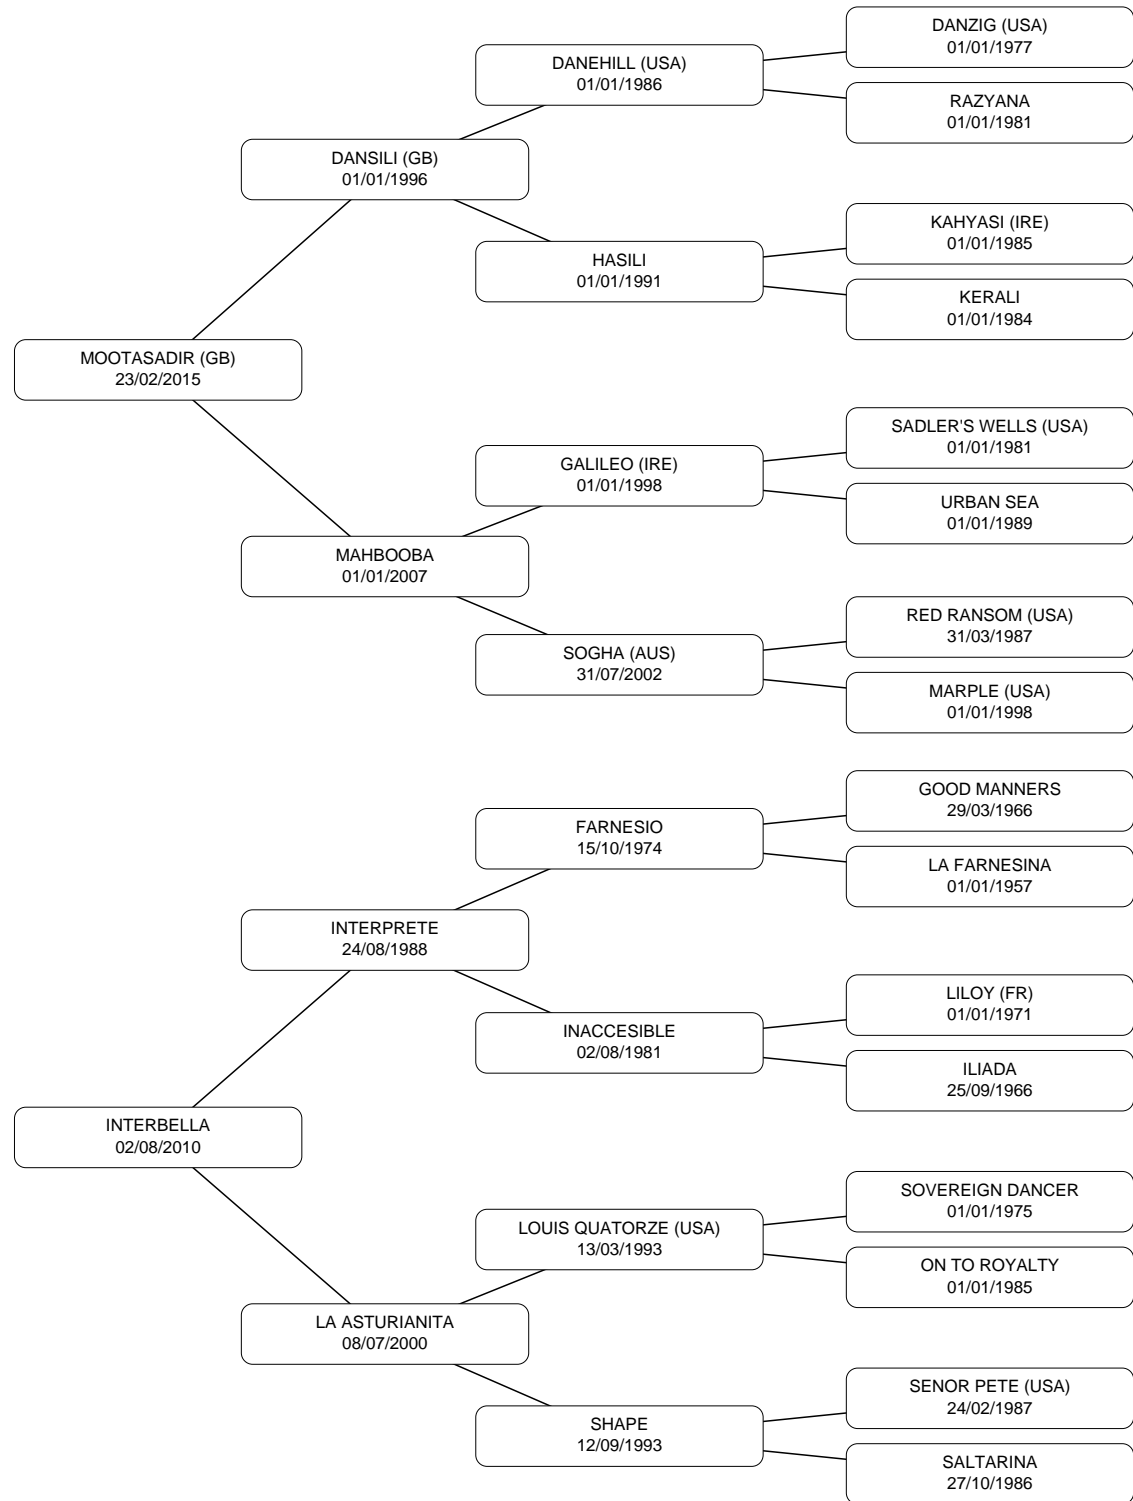 DANZIG (USA)
01/01/1977
DANEHILL (USA)
01/01/1986
RAZYANA
01/01/1981
DANSILI (GB)
01/01/1996
KAHYASI (IRE)
01/01/1985
HASILI
01/01/1991
KERALI
01/01/1984
MOOTASADIR (GB)
23/02/2015
SADLER'S WELLS (USA)
01/01/1981
GALILEO (IRE)
01/01/1998
URBAN SEA
01/01/1989
MAHBOOBA
01/01/2007
RED RANSOM (USA)
31/03/1987
SOGHA (AUS)
31/07/2002
MARPLE (USA)
01/01/1998
GOOD MANNERS
29/03/1966
FARNESIO
15/10/1974
LA FARNESINA
01/01/1957
INTERPRETE
24/08/1988
LILOY (FR)
01/01/1971
INACCESIBLE
02/08/1981
ILIADA
25/09/1966
INTERBELLA
02/08/2010
SOVEREIGN DANCER
01/01/1975
LOUIS QUATORZE (USA)
13/03/1993
ON TO ROYALTY
01/01/1985
LA ASTURIANITA
08/07/2000
SENOR PETE (USA)
24/02/1987
SHAPE
12/09/1993
SALTARINA
27/10/1986